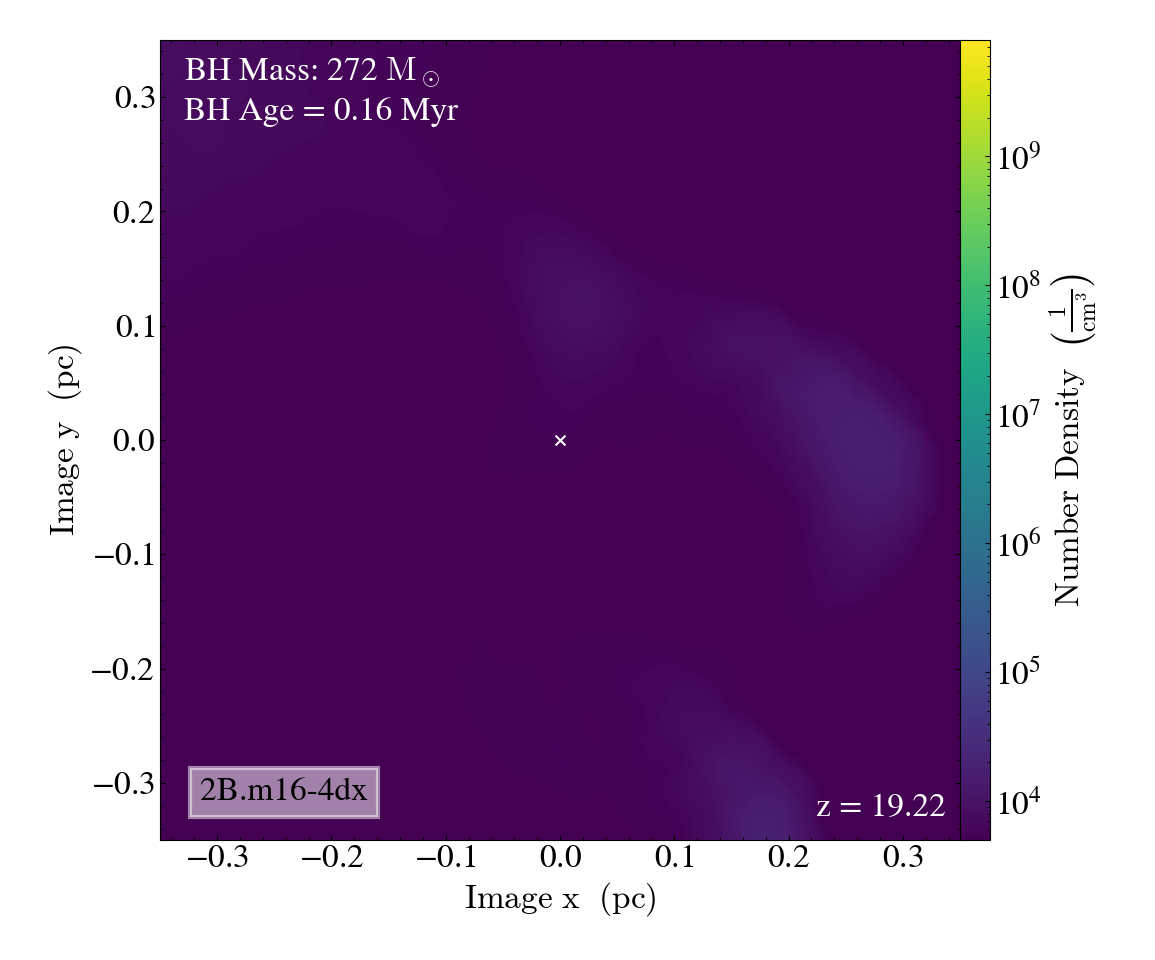 BH Mass: 272 M☉
BH Age = 0.16 Myr
0.3
0.2
0.1
0.0
−0.1
−0.2
−0.3
Image y (pc)
2B.m16-4dx
z = 19.22
−0.3 −0.2 −0.1 0.0 0.1 0.2 0.3
Image x (pc)
10⁹
10⁸
10⁷
10⁶
10⁵
10⁴
Number Density (1/cm³)